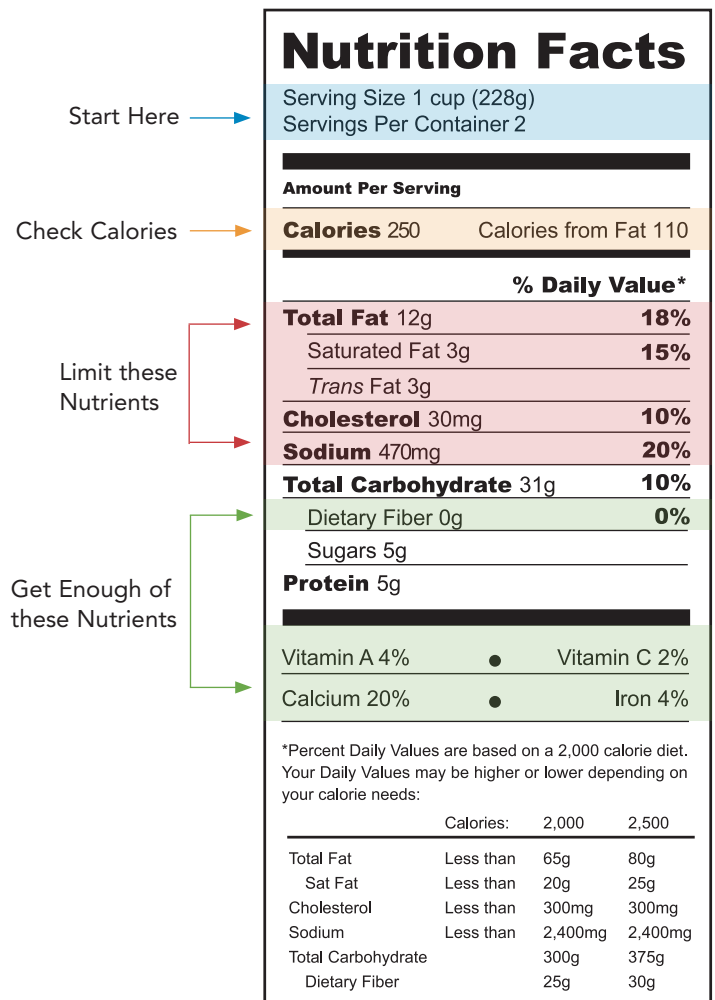 Nutrition Facts
Start Here
Serving Size 1 cup (228g)
Servings Per Container 2
Amount Per Serving
Check Calories
Calories 250 Calories from Fat 110
% Daily Value*
Limit these
Nutrients
Total Fat 12g 18%
Saturated Fat 3g 15%
Trans Fat 3g
Cholesterol 30mg 10%
Sodium 470mg 20%
Total Carbohydrate 31g 10%
Get Enough of
these Nutrients
Dietary Fiber 0g 0%
Sugars 5g
Protein 5g
Vitamin A 4% ● Vitamin C 2%
Calcium 20% ● Iron 4%
*Percent Daily Values are based on a 2,000 calorie diet.
Your Daily Values may be higher or lower depending on
your calorie needs:
Calories: 2,000 2,500
Total Fat Less than 65g 80g
Sat Fat Less than 20g 25g
Cholesterol Less than 300mg 300mg
Sodium Less than 2,400mg 2,400mg
Total Carbohydrate 300g 375g
Dietary Fiber 25g 30g